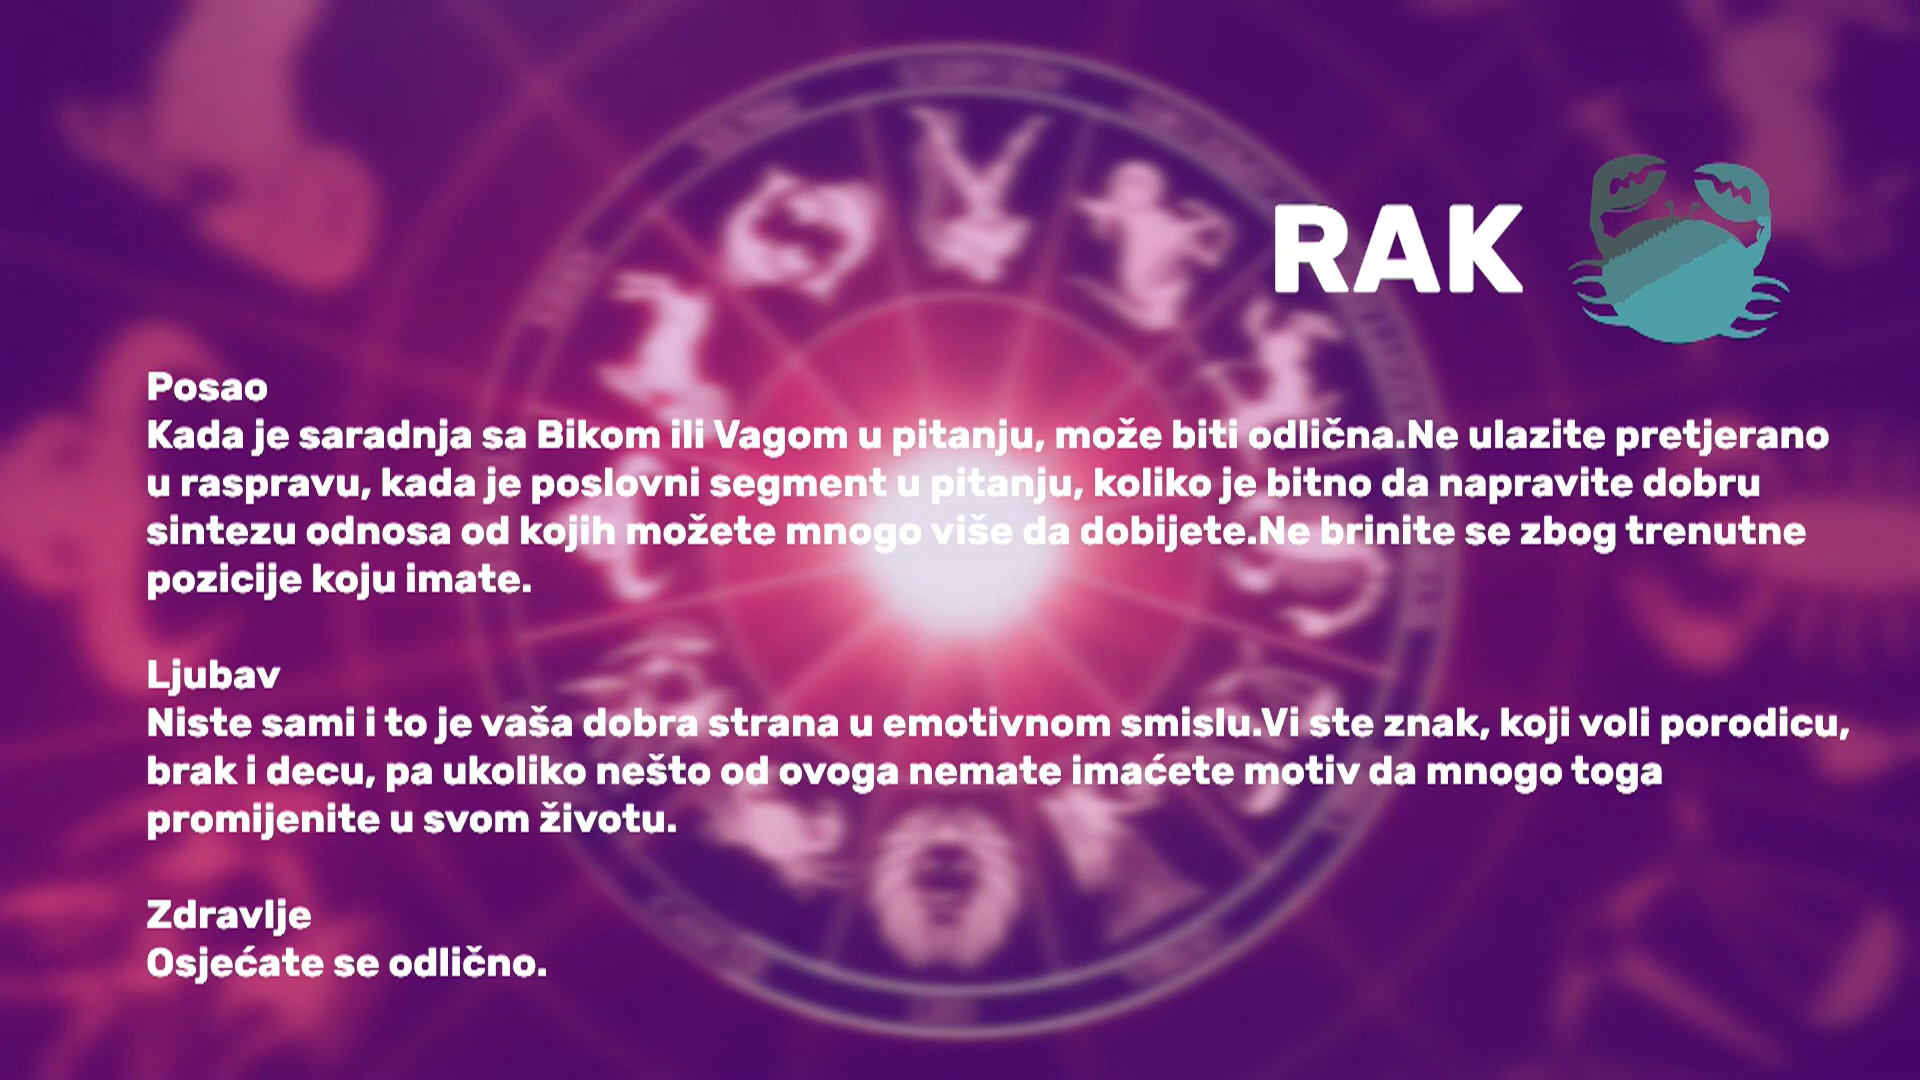 RAK
Posao
Kada je saradnja sa Bikom ili Vagom u pitanju, može biti odlična.Ne ulazite pretjerano
u raspravu, kada je poslovni segment u pitanju, koliko je bitno da napravite dobru
sintezu odnosa od kojih možete mnogo više da dobijete.Ne brinite se zbog trenutne
pozicije koju imate.
Ljubav
Niste sami i to je vaša dobra strana u emotivnom smislu.Vi ste znak, koji voli porodicu,
brak i decu, pa ukoliko nešto od ovoga nemate imaćete motiv da mnogo toga
promijenite u svom životu.
Zdravlje
Osjećate se odlično.